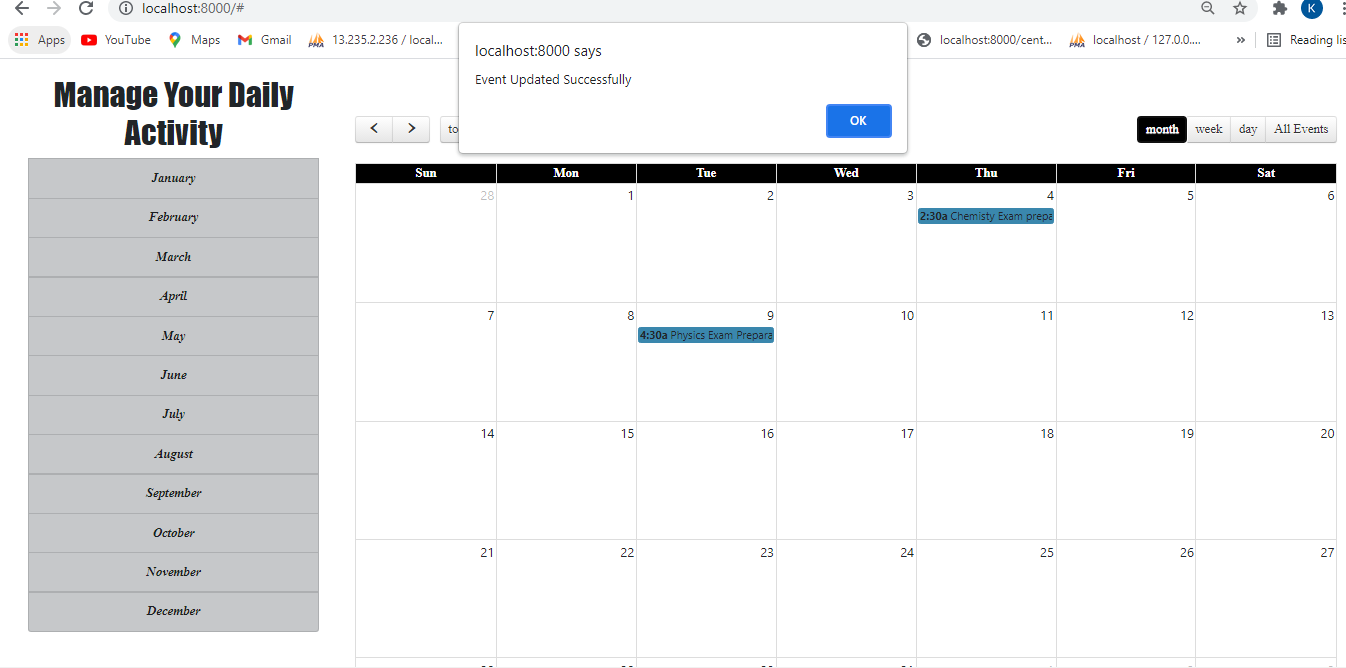 localhost:8000/#
K
Apps YouTube Maps Gmail 13.235.2.236 / local... localhost:8000/cent... localhost / 127.0.0.... » Reading lis
localhost:8000 says
Event Updated Successfully
OK
Manage Your Daily
Activity
January
February
March
April
May
June
July
August
September
October
November
December
< > to
month week day All Events
Sun Mon Tue Wed Thu Fri Sat
28 1 2 3 4 5 6
2:30a Chemisty Exam prepa
7 8 9 10 11 12 13
4:30a Physics Exam Prepara
14 15 16 17 18 19 20
21 22 23 24 25 26 27